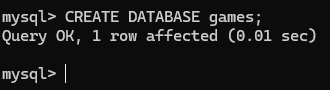 mysql> CREATE DATABASE games;
Query OK, 1 row affected (0.01 sec)
mysql>